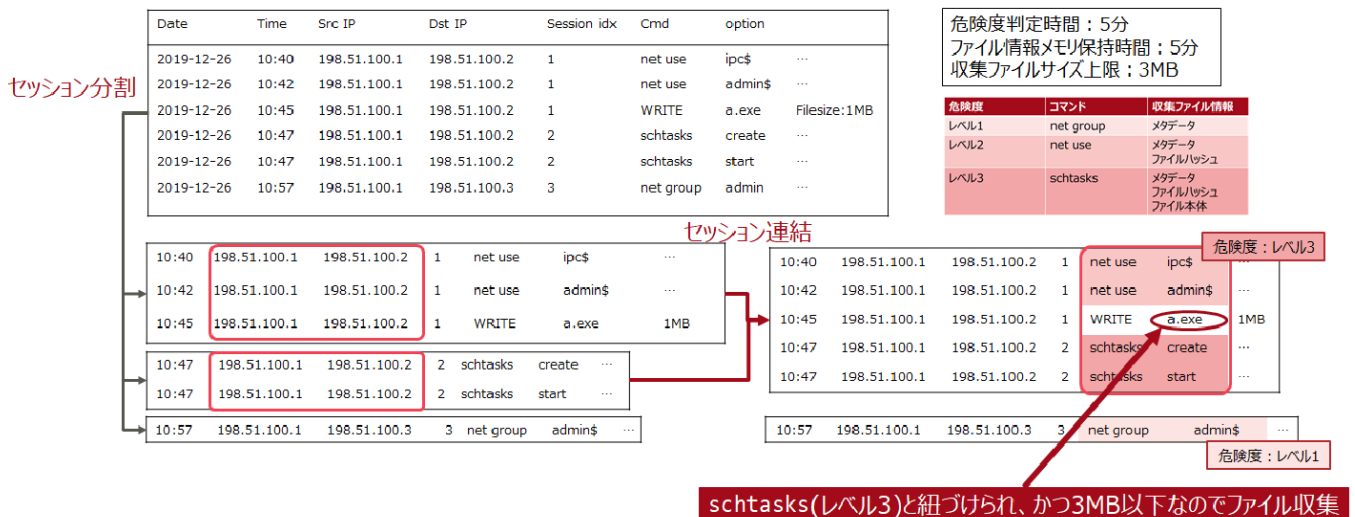 Date Time Src IP Dst IP Session idx Cmd option
2019-12-26 10:40 198.51.100.1 198.51.100.2 1 net use ipc$ …
2019-12-26 10:42 198.51.100.1 198.51.100.2 1 net use admin$ …
2019-12-26 10:45 198.51.100.1 198.51.100.2 1 WRITE a.exe Filesize:1MB
2019-12-26 10:47 198.51.100.1 198.51.100.2 2 schtasks create …
2019-12-26 10:47 198.51.100.1 198.51.100.2 2 schtasks start …
2019-12-26 10:57 198.51.100.1 198.51.100.3 3 net group admin …
セッション分割
危険度判定時間：5分
ファイル情報メモリ保持時間：5分
収集ファイルサイズ上限：3MB
危険度 コマンド 収集ファイル情報
レベル1 net group メタデータ
レベル2 net use メタデータ
ファイルハッシュ
レベル3 schtasks メタデータ
ファイルハッシュ
ファイル本体
セッション連結
10:40 198.51.100.1 198.51.100.2 1 net use ipc$ …
10:42 198.51.100.1 198.51.100.2 1 net use admin$ …
10:45 198.51.100.1 198.51.100.2 1 WRITE a.exe 1MB
10:47 198.51.100.1 198.51.100.2 2 schtasks create …
10:47 198.51.100.1 198.51.100.2 2 schtasks start …
10:57 198.51.100.1 198.51.100.3 3 net group admin$ …
危険度：レベル3
10:40 198.51.100.1 198.51.100.2 1 net use ipc$ …
10:42 198.51.100.1 198.51.100.2 1 net use admin$ …
10:45 198.51.100.1 198.51.100.2 1 WRITE a.exe 1MB
10:47 198.51.100.1 198.51.100.2 2 schtasks create …
10:47 198.51.100.1 198.51.100.2 2 schtasks start …
10:57 198.51.100.1 198.51.100.3 3 net group admin$ …
危険度：レベル1
schtasks(レベル3)と紐づけられ、かつ3MB以下なのでファイル収集